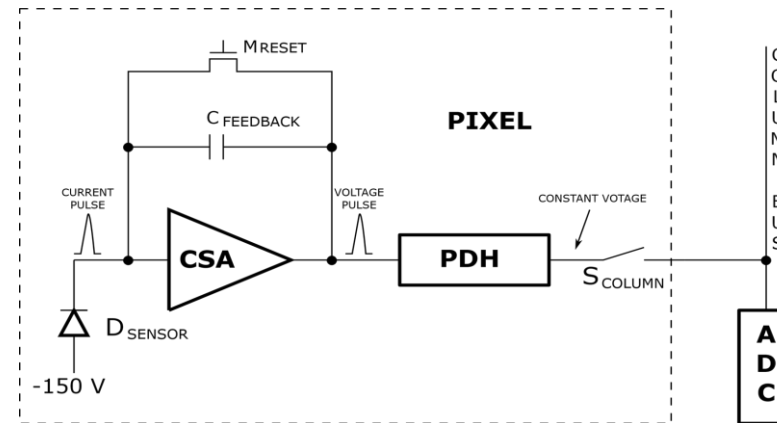 MRESET
CFEEDBACK
PIXEL
CURRENT
PULSE
VOLTAGE
PULSE
CONSTANT VOTAGE
CSA
PDH
SCOLUMN
DSENSOR
-150 V
C
O
L
U
M
N
B
U
S
A
D
C